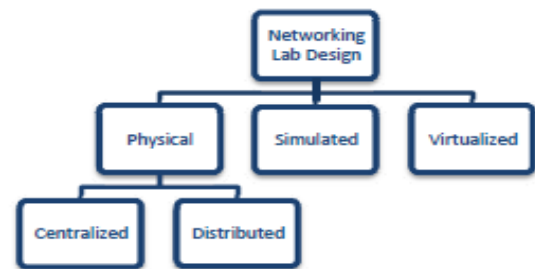 Networking
Lab Design
Physical
Simulated
Virtualized
Centralized
Distributed